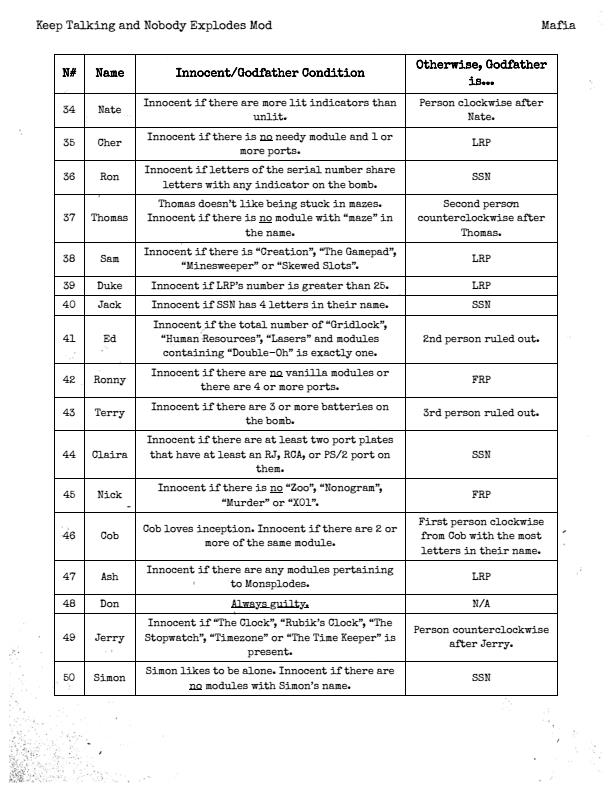 Keep Talking and Nobody Explodes Mod Mafia
N# Name Innocent/Godfather Condition Otherwise, Godfather is...
34 Nate Innocent if there are more lit indicators than unlit. Person clockwise after Nate.
35 Cher Innocent if there is no needy module and 1 or more ports. LRP
36 Ron Innocent if letters of the serial number share letters with any indicator on the bomb. SSN
37 Thomas Thomas doesn't like being stuck in mazes. Innocent if there is no module with "maze" in the name. Second person counterclockwise after Thomas.
38 Sam Innocent if there is "Creation", "The Gamepad", "Minesweeper" or "Skewed Slots". LRP
39 Duke Innocent if LRP's number is greater than 25. LRP
40 Jack Innocent if SSN has 4 letters in their name. SSN
41 Ed Innocent if the total number of "Gridlock", "Human Resources", "Lasers" and modules containing "Double-Oh" is exactly one. 2nd person ruled out.
42 Ronny Innocent if there are no vanilla modules or there are 4 or more ports. FRP
43 Terry Innocent if there are 3 or more batteries on the bomb. 3rd person ruled out.
44 Claira Innocent if there are at least two port plates that have at least an RJ, RCA, or PS/2 port on them. SSN
45 Nick Innocent if there is no "Zoo", "Nonogram", "Murder" or "X01". FRP
46 Cob Cob loves inception. Innocent if there are 2 or more of the same module. First person clockwise from Cob with the most letters in their name.
47 Ash Innocent if there are any modules pertaining to Monsplodes. LRP
48 Don Always guilty. N/A
49 Jerry Innocent if "The Clock", "Rubik's Clock", "The Stopwatch", "Timezone" or "The Time Keeper" is present. Person counterclockwise after Jerry.
50 Simon Simon likes to be alone. Innocent if there are no modules with Simon's name. SSN